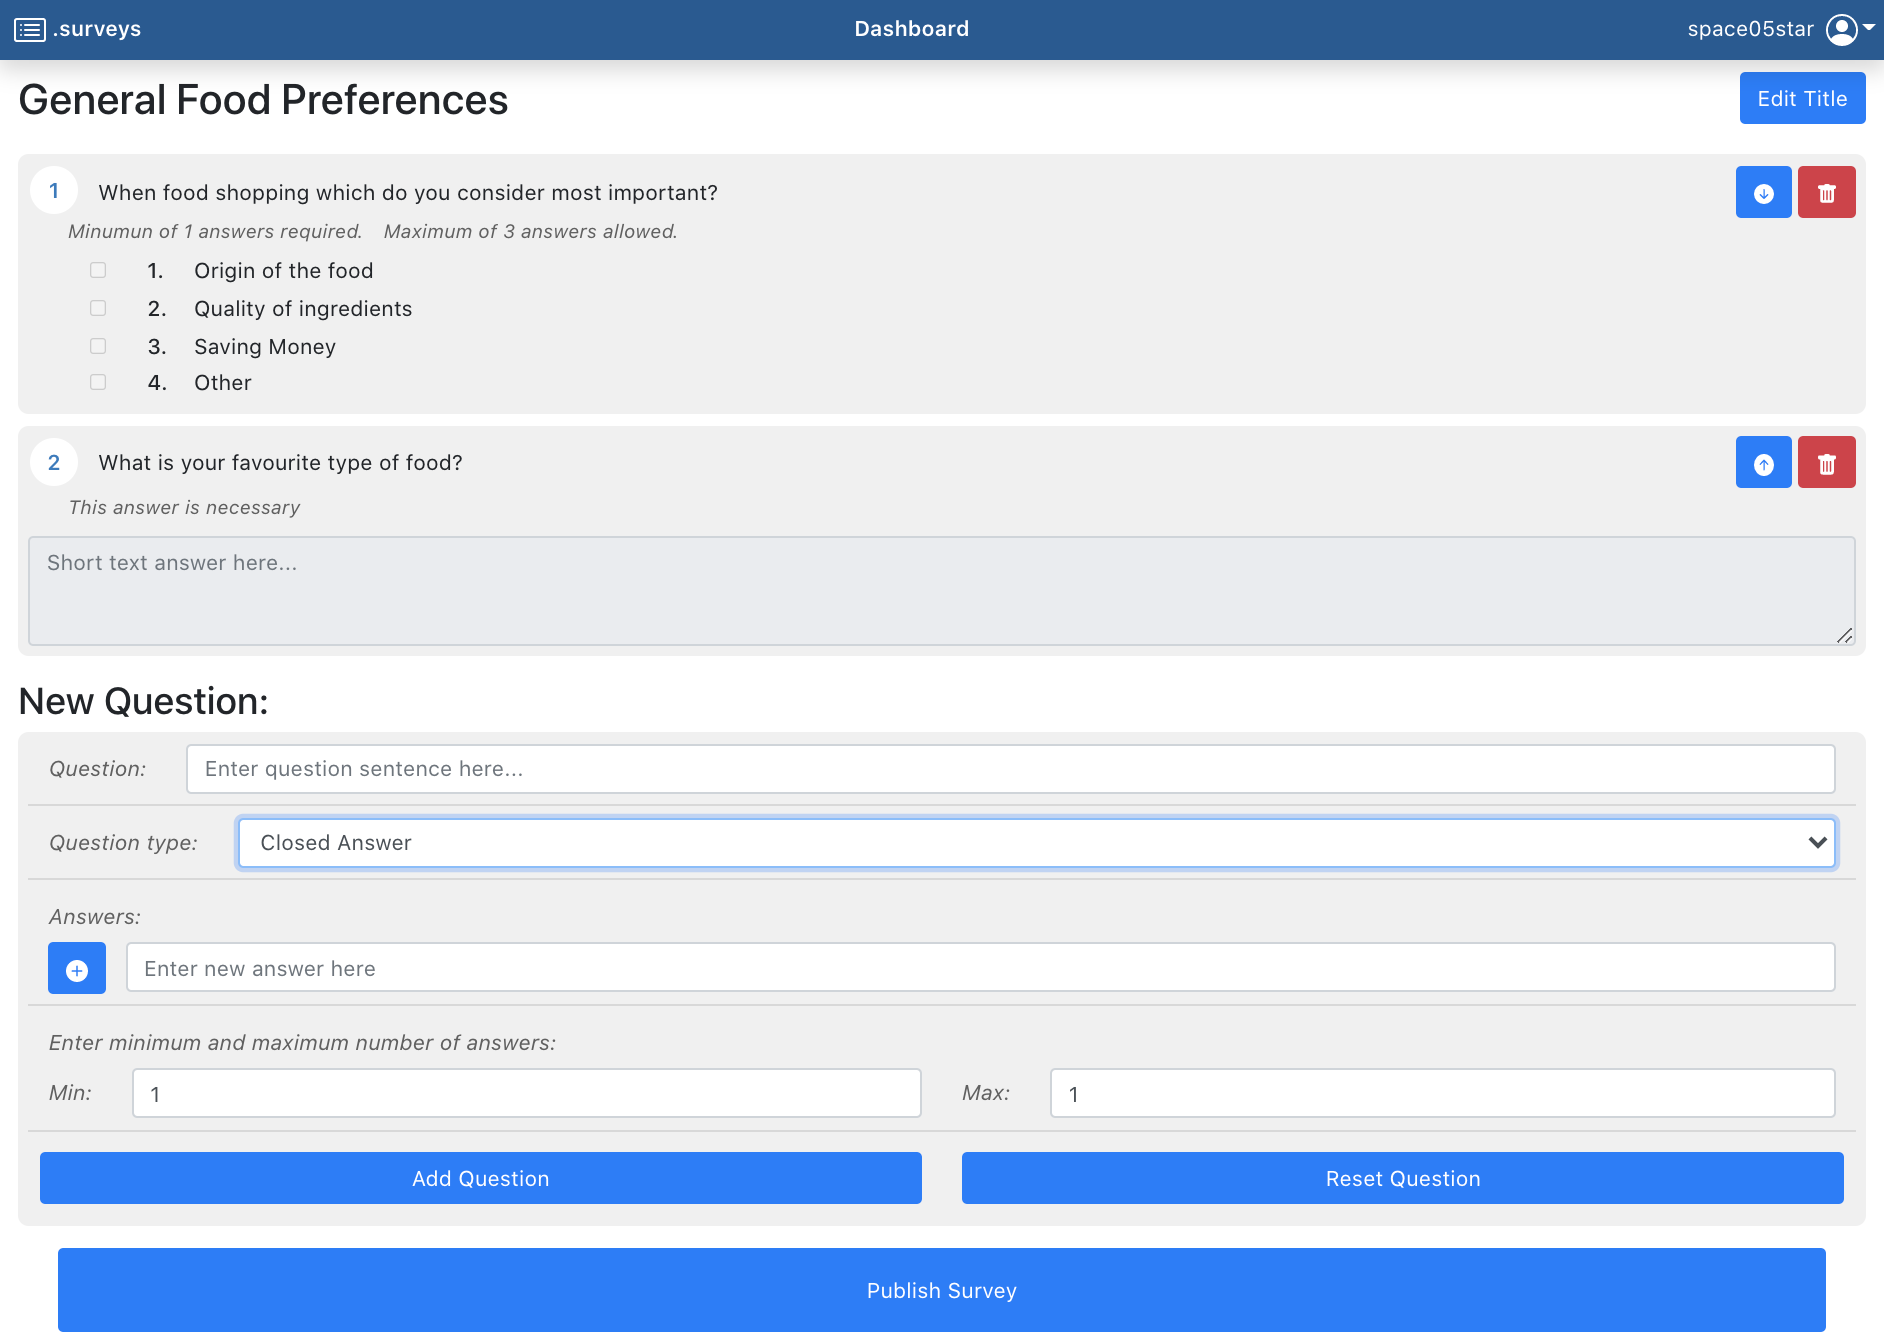 .surveys Dashboard space05star
General Food Preferences Edit Title
1 When food shopping which do you consider most important?
Minumun of 1 answers required. Maximum of 3 answers allowed.
1. Origin of the food
2. Quality of ingredients
3. Saving Money
4. Other
2 What is your favourite type of food?
This answer is necessary
Short text answer here...
New Question:
Question: Enter question sentence here...
Question type: Closed Answer
Answers:
Enter new answer here
Enter minimum and maximum number of answers:
Min: 1 Max: 1
Add Question Reset Question
Publish Survey